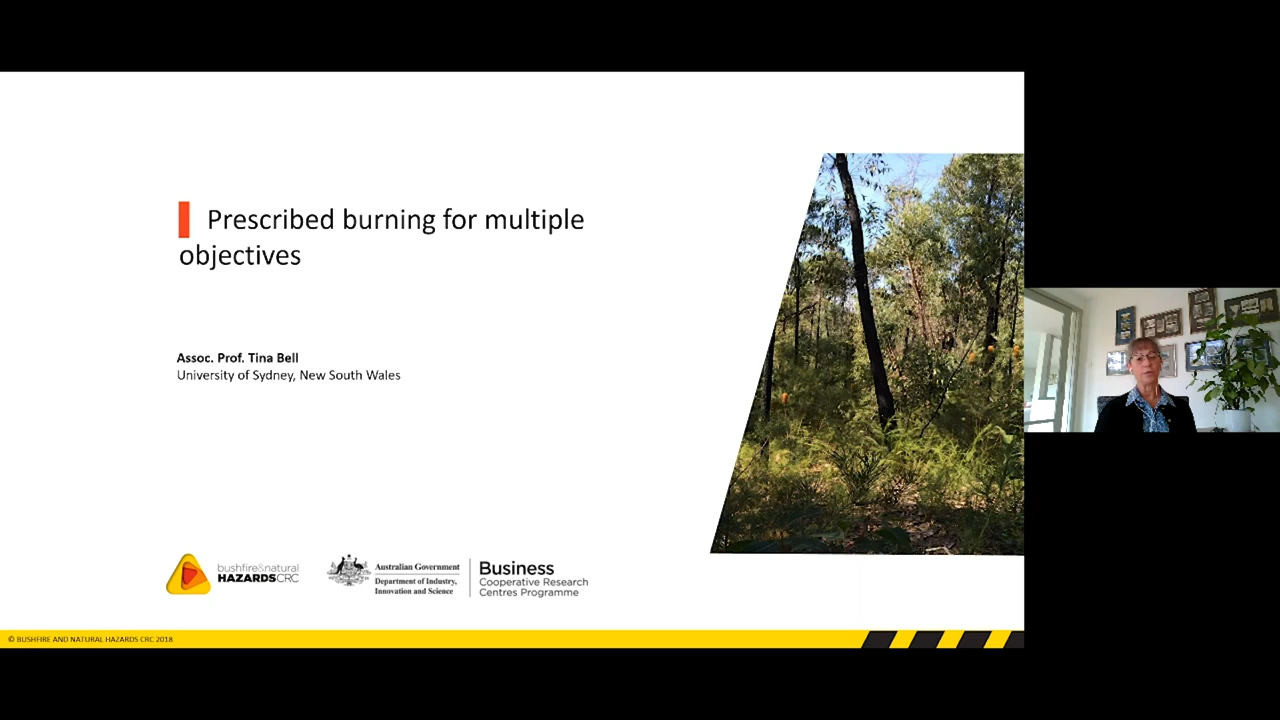 Prescribed burning for multiple
objectives
Assoc. Prof. Tina Bell
University of Sydney, New South Wales
bushfire&natural
HAZARDSCRC
Australian Government
Department of Industry,
Innovation and Science
Business
Cooperative Research
Centres Programme
© BUSHFIRE AND NATURAL HAZARDS CRC 2018